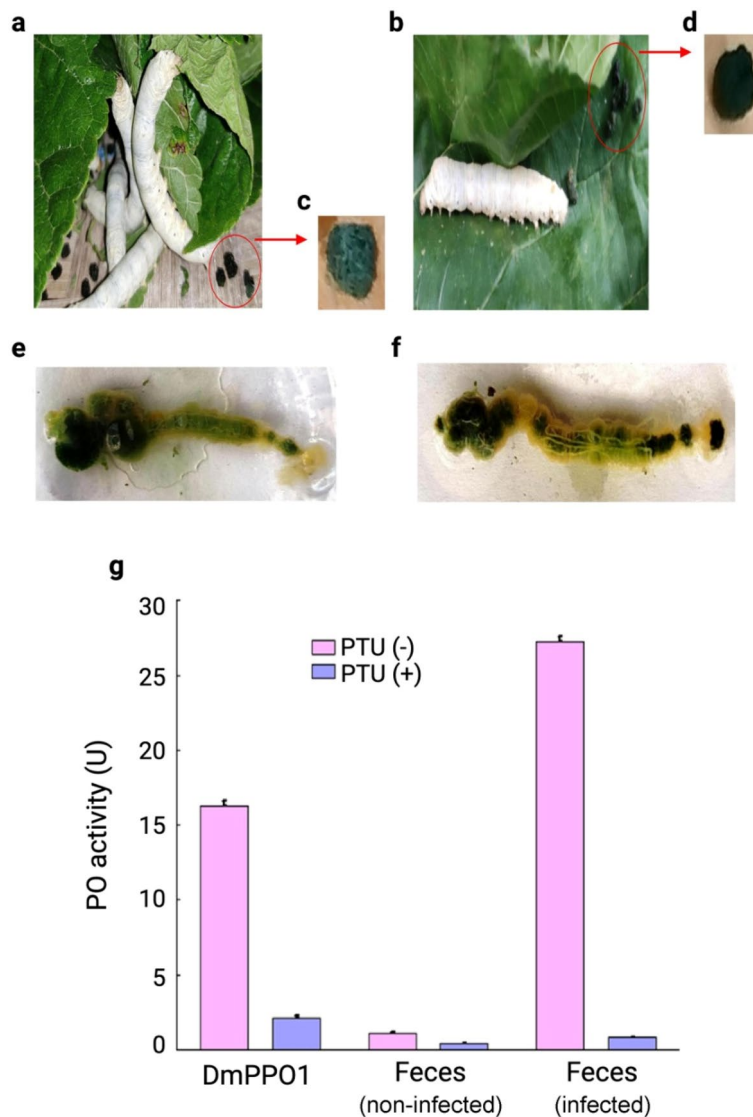 a
b
d
c
e
f
g
30
25
20
15
10
5
0
PO activity (U)
PTU (-)
PTU (+)
DmPPO1
Feces
(non-infected)
Feces
(infected)